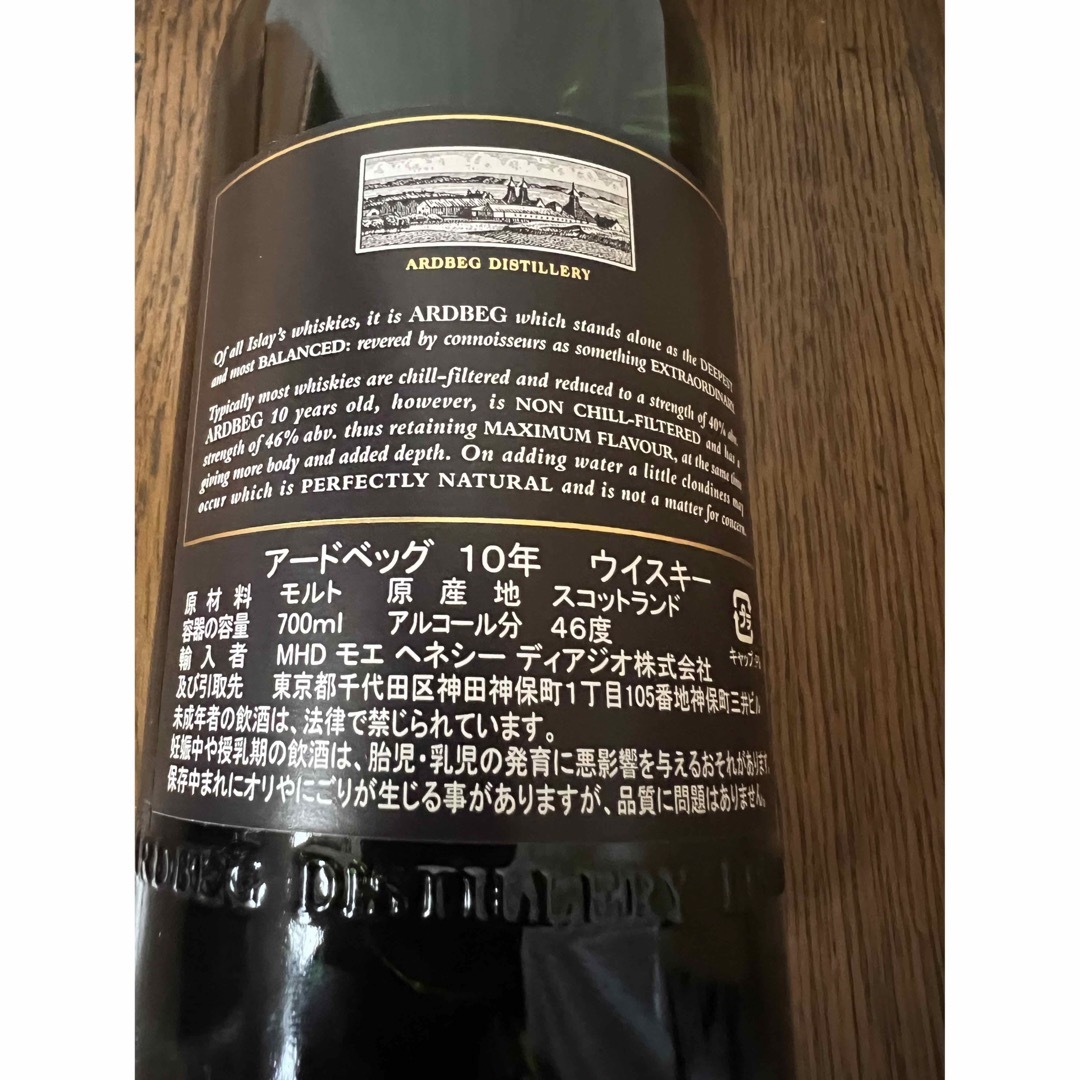 ARDBEG DISTILLERY
Of all Islay's whiskies, it is ARDBEG which stands alone as the DEEPEST
and most BALANCED: revered by connoisseurs as something EXTRAORDINARY
Typically most whiskies are chill-filtered and reduced to a strength of 40% abv.
ARDBEG 10 years old, however, is NON CHILL-FILTERED and has a
strength of 46% abv. thus retaining MAXIMUM FLAVOUR, at the same time
giving more body and added depth. On adding water a little cloudiness may
occur which is PERFECTLY NATURAL and is not a matter for concern.
アードベッグ 10年 ウイスキー
原材料 モルト 原産地 スコットランド
容器の容量 700ml アルコール分 46度
輸入者 MHD モエ ヘネシー ディアジオ株式会社
及び引取先 東京都千代田区神田神保町1丁目105番地神保町三井ビル
プラ
キャップ
未成年者の飲酒は、法律で禁じられています。
妊娠中や授乳期の飲酒は、胎児・乳児の発育に悪影響を与えるおそれがあります。
保存中まれにオリやにごりが生じる事がありますが、品質に問題はありません。
ARDBEG DISTILLERY